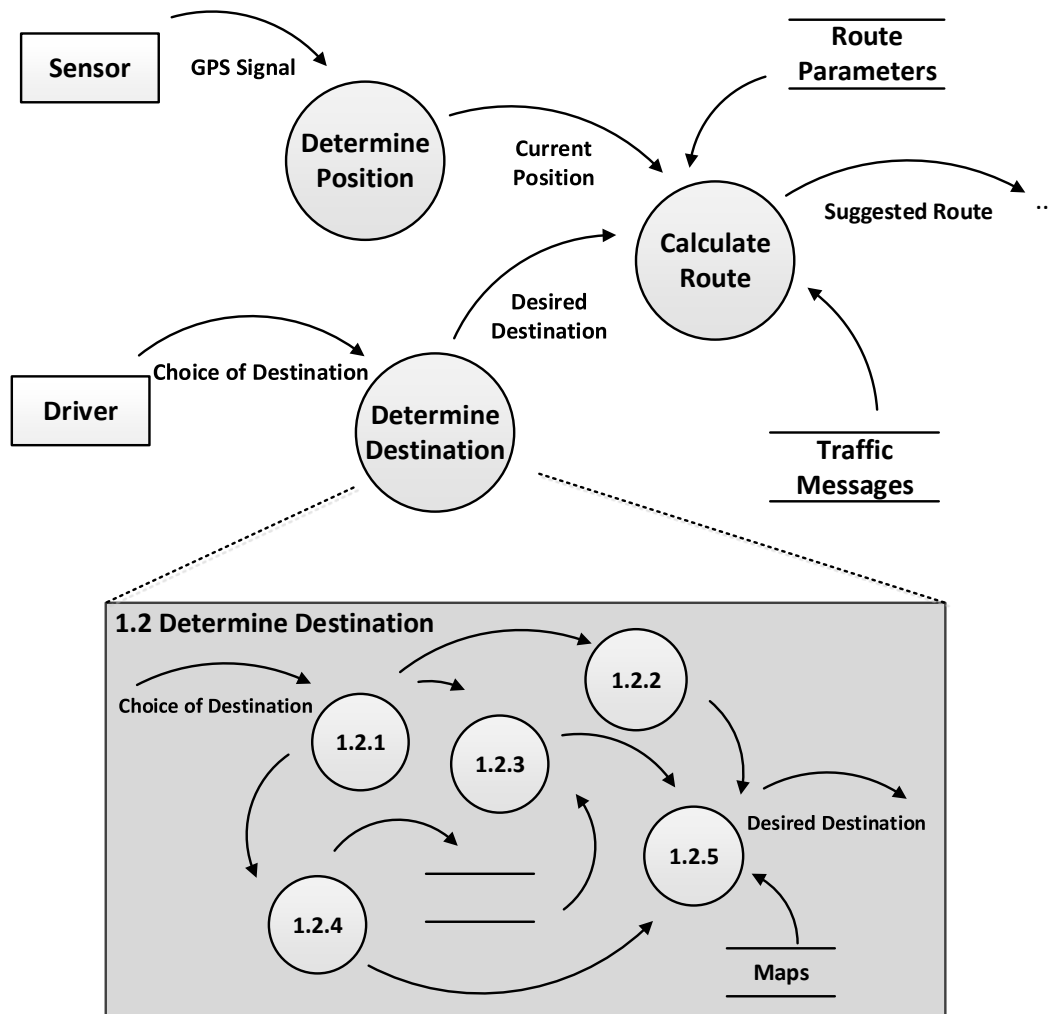 Sensor
GPS Signal
Route
Parameters
Determine
Position
Current
Position
Calculate
Route
Suggested Route
..
Desired
Destination
Choice of Destination
Driver
Determine
Destination
Traffic
Messages
1.2 Determine Destination
Choice of Destination
1.2.1
1.2.2
1.2.3
1.2.5
Desired Destination
1.2.4
Maps